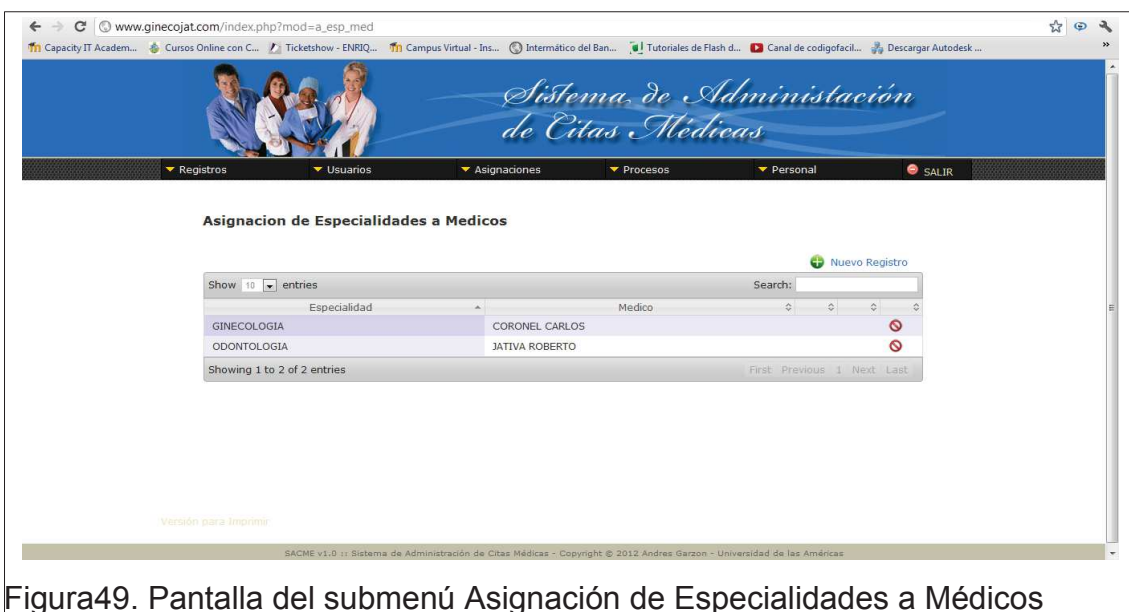 www.ginecojat.com/index.php?mod=a_esp_med
Capacity IT Academ... Cursos Online con C... Ticketshow - ENRIQ... Campus Virtual - Ins... Intermático del Ban... Tutoriales de Flash d... Canal de codigofacil... Descargar Autodesk ... »
Sistema de Administación
de Citas Médicas
Registros Usuarios Asignaciones Procesos Personal SALIR
Asignacion de Especialidades a Medicos
Nuevo Registro
Show 10 entries Search:
Especialidad Medico
GINECOLOGIA CORONEL CARLOS
ODONTOLOGIA JATIVA ROBERTO
Showing 1 to 2 of 2 entries First Previous 1 Next Last
Versión para Imprimir
SACME v1.0 :: Sistema de Administración de Citas Médicas - Copyright © 2012 Andres Garzon - Universidad de las Américas
Figura49. Pantalla del submenú Asignación de Especialidades a Médicos